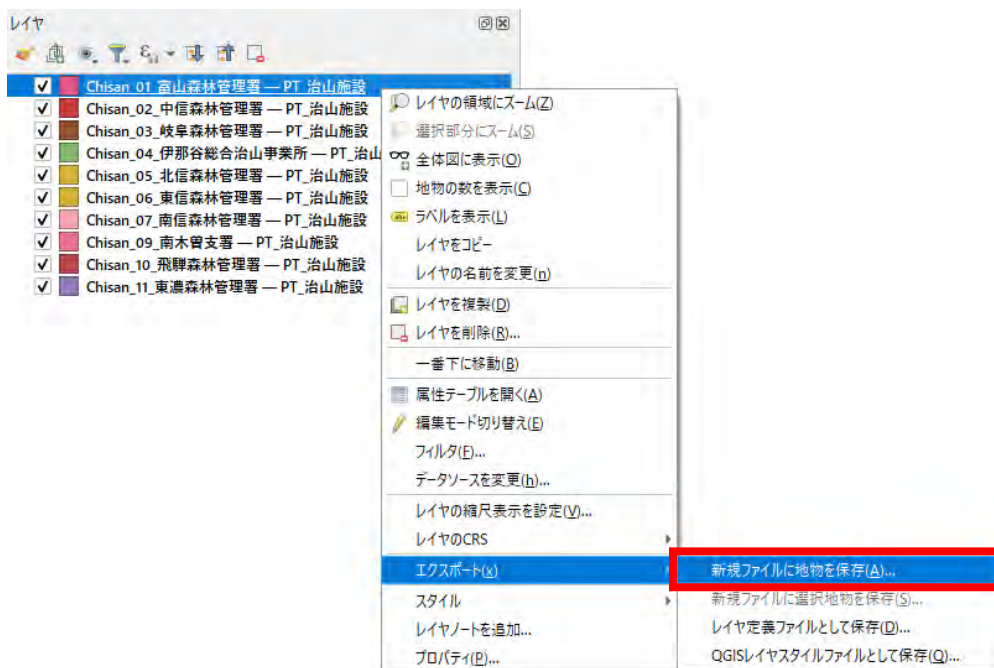 レイヤ
Chisan_01 富山森林管理署 — PT_治山施設
Chisan_02_中信森林管理署 — PT_治山施設
Chisan_03_岐阜森林管理署 — PT_治山施設
Chisan_04_伊那谷総合治山事業所 — PT_治山
Chisan_05_北信森林管理署 — PT_治山施設
Chisan_06_東信森林管理署 — PT_治山施設
Chisan_07_南信森林管理署 — PT_治山施設
Chisan_09_南木曽支署 — PT_治山施設
Chisan_10_飛騨森林管理署 — PT_治山施設
Chisan_11_東濃森林管理署 — PT_治山施設
レイヤの領域にズーム(Z)
選択部分にズーム(S)
全体図に表示(O)
地物の数を表示(C)
ラベルを表示(L)
レイヤをコピー
レイヤの名前を変更(n)
レイヤを複製(D)
レイヤを削除(R)...
一番下に移動(B)
属性テーブルを開く(A)
編集モード切り替え(E)
フィルタ(F)...
データソースを変更(h)...
レイヤの縮尺表示を設定(V)...
レイヤのCRS
エクスポート(x)
スタイル
レイヤノートを追加...
プロパティ(P)...
新規ファイルに地物を保存(A)...
新規ファイルに選択地物を保存(S)...
レイヤ定義ファイルとして保存(D)...
QGISレイヤスタイルファイルとして保存(Q)...